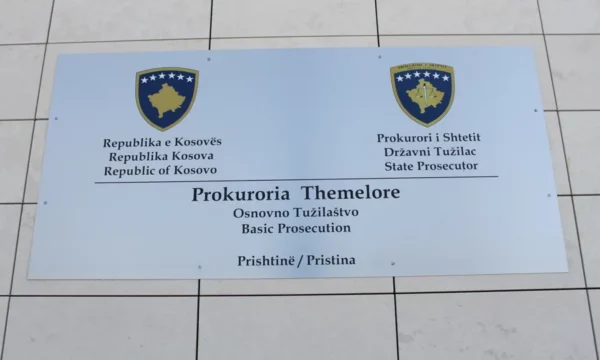 Republika e Kosovës
Republika Kosova
Republic of Kosovo
Prokurori i Shtetit
Državni Tužilac
State Prosecutor
Prokuroria Themelore
Osnovno Tužilaštvo
Basic Prosecution
Prishtinë / Pristina